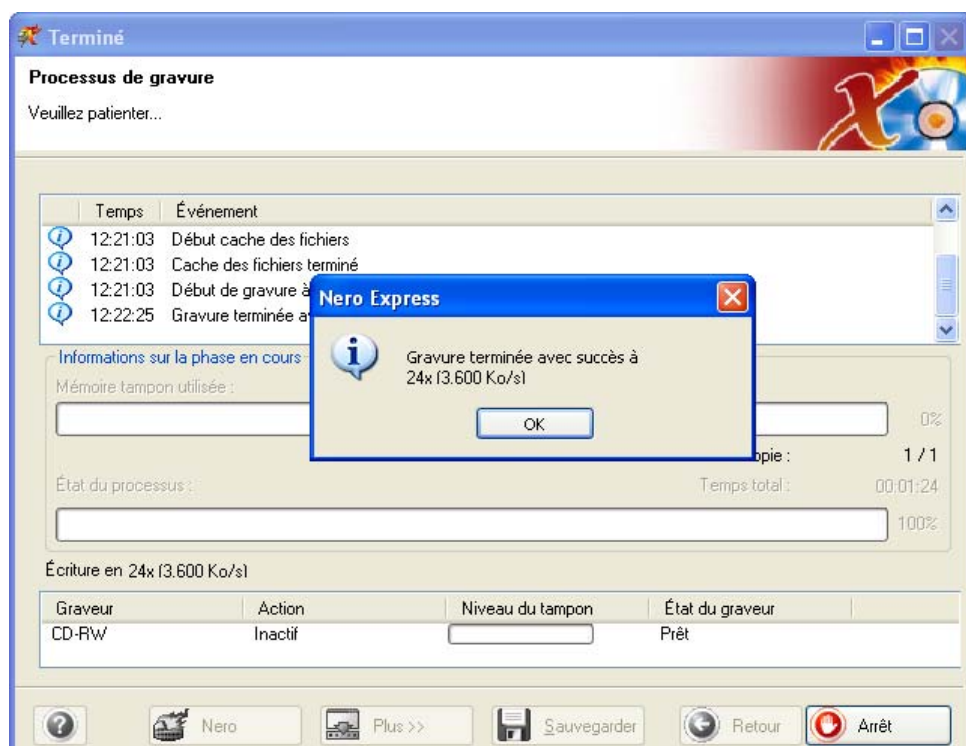 Terminé
Processus de gravure
Veuillez patienter...
Temps Événement
12:21:03 Début cache des fichiers
12:21:03 Cache des fichiers terminé
12:21:03 Début de gravure à
12:22:25 Gravure terminée
Nero Express
Gravure terminée avec succès à
24x (3.600 Ko/s)
OK
Informations sur la phase en cours
Mémoire tampon utilisée :
0%
opie : 1 / 1
État du processus : Temps total : 00:01:24
100%
Écriture en 24x (3.600 Ko/s)
Graveur Action Niveau du tampon État du graveur
CD-RW Inactif Prêt
Nero Plus >> Sauvegarder Retour Arrêt